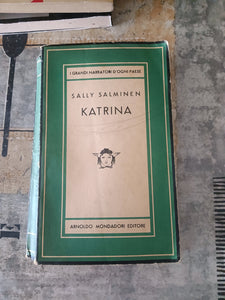 I GRANDI NARRATORI D'OGNI PAESE
SALLY SALMINEN
KATRINA
ARNOLDO MONDADORI EDITORE